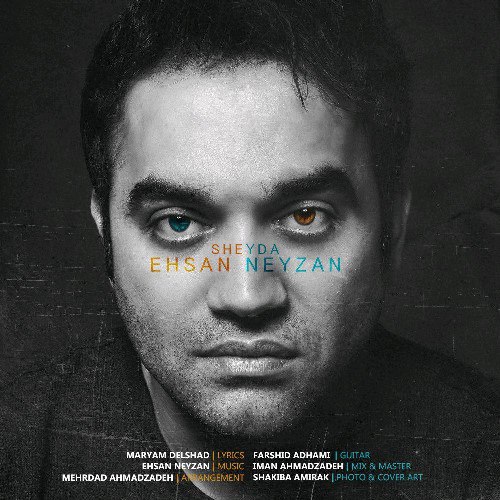 SHEYDA
EHSAN NEYZAN
MARYAM DELSHAD | LYRICS FARSHID ADHAMI | GUITAR
EHSAN NEYZAN | MUSIC IMAN AHMADZADEH | MIX & MASTER
MEHRDAD AHMADZADEH | ARRANGEMENT SHAKIBA AMIRAK | PHOTO & COVER ART